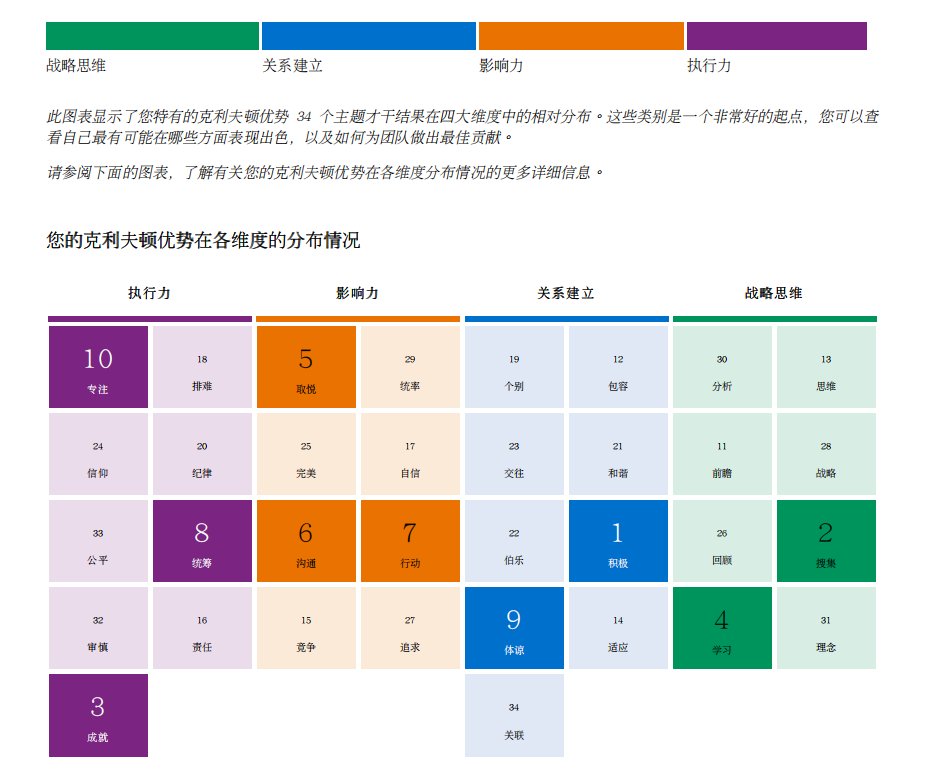 战略思维
关系建立
影响力
执行力
此图表显示了您特有的克利夫顿优势 34 个主题才干结果在四大维度中的相对分布。这些类别是一个非常好的起点，您可以查
看自己最有可能在哪些方面表现出色，以及如何为团队做出最佳贡献。
请参阅下面的图表，了解有关您的克利夫顿优势在各维度分布情况的更多详细信息。
您的克利夫顿优势在各维度的分布情况
执行力
影响力
关系建立
战略思维
10
专注
18
排难
5
取悦
29
统率
19
个别
12
包容
30
分析
13
思维
24
信仰
20
纪律
25
完美
17
自信
23
交往
21
和谐
11
前瞻
28
战略
33
公平
8
统筹
6
沟通
7
行动
22
伯乐
1
积极
26
回顾
2
搜集
32
审慎
16
责任
15
竞争
27
追求
9
体谅
14
适应
4
学习
31
理念
3
成就
34
关联